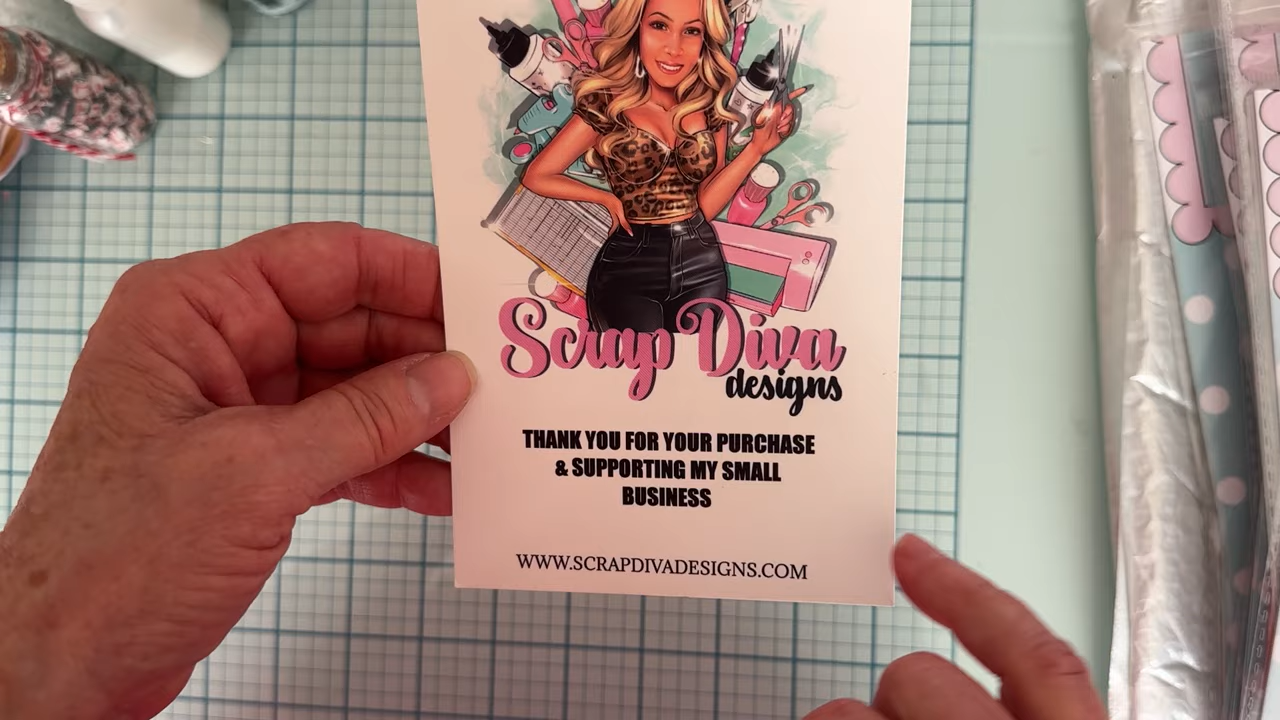 Scrap Diva
designs
THANK YOU FOR YOUR PURCHASE
& SUPPORTING MY SMALL
BUSINESS
WWW.SCRAPDIVADESIGNS.COM